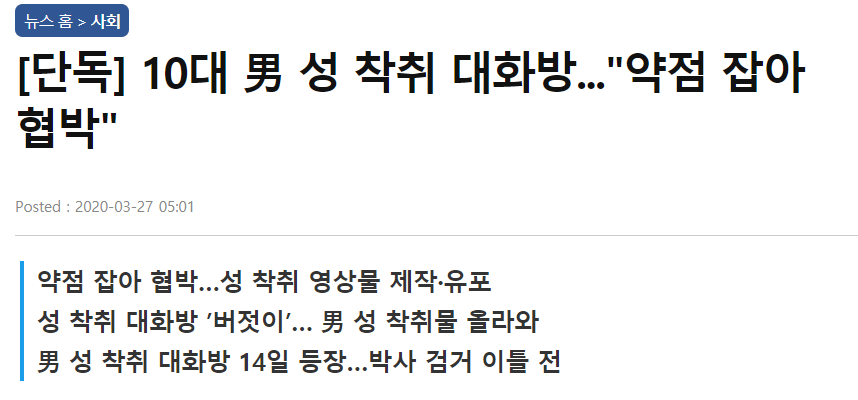 뉴스 홈 > 사회
[단독] 10대 男 성 착취 대화방..."약점 잡아
협박"
Posted : 2020-03-27 05:01
약점 잡아 협박...성 착취 영상물 제작·유포
성 착취 대화방 '버젓이'... 男 성 착취물 올라와
男 성 착취 대화방 14일 등장...박사 검거 이틀 전